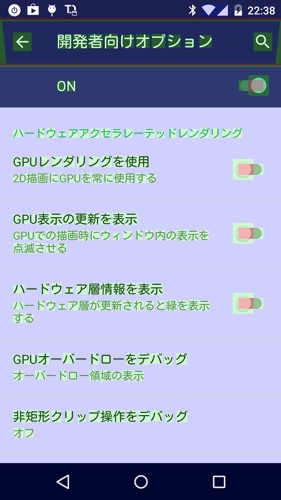 22:38
開発者向けオプション
ON
ハードウェアアクセラレーテッドレンダリング
GPUレンダリングを使用
2D描画にGPUを常に使用する
GPU表示の更新を表示
GPUでの描画時にウィンドウ内の表示を
点滅させる
ハードウェア層情報を表示
ハードウェア層が更新されると緑を表示
する
GPUオーバードローをデバッグ
オーバードロー領域の表示
非矩形クリップ操作をデバッグ
オフ